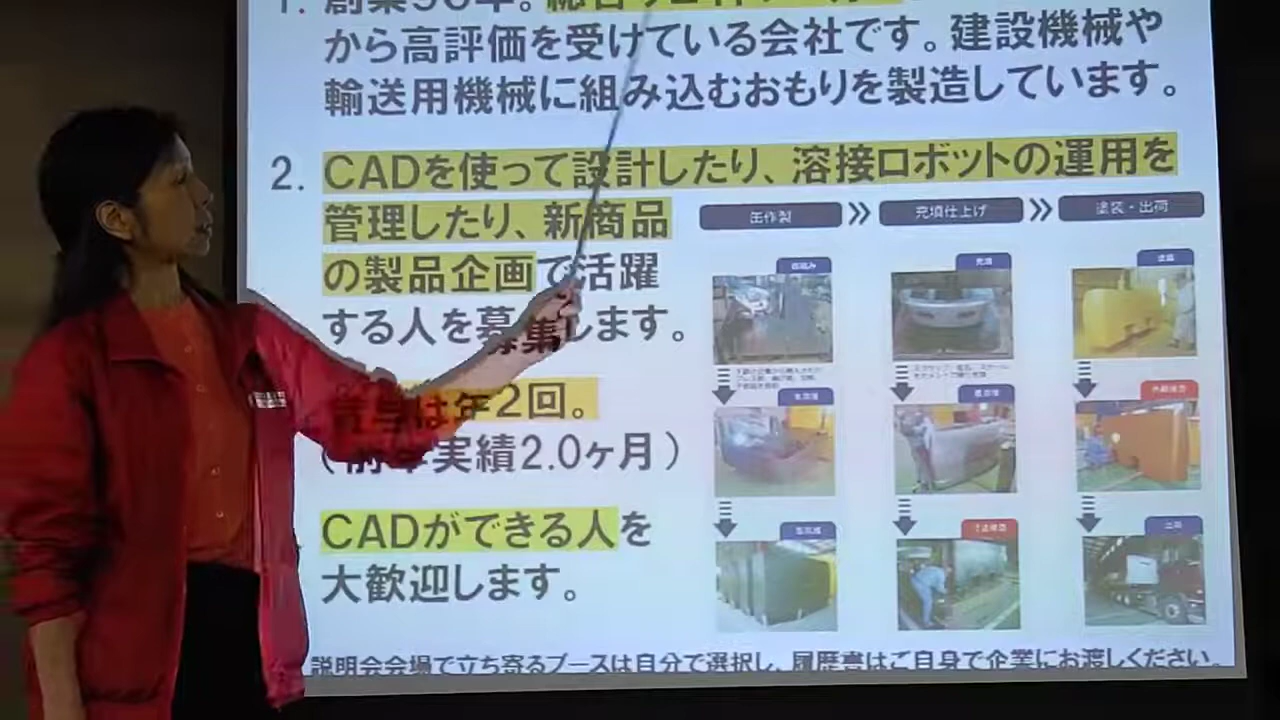 1. 創業90年。
から高評価を受けている会社です。建設機械や
輸送用機械に組み込むおもりを製造しています。
2. CADを使って設計したり、溶接ロボットの運用を
管理したり、新商品
の製品企画で活躍
する人を募集します。
賞与は年2回。
(前年実績2.0ヶ月)
CADができる人を
大歓迎します。
缶作製
充填仕上げ
塗装・出荷
充填
塗装
出荷
説明会会場で立ち寄るブースは自分で選択し、履歴書はご自身で企業にお渡しください。